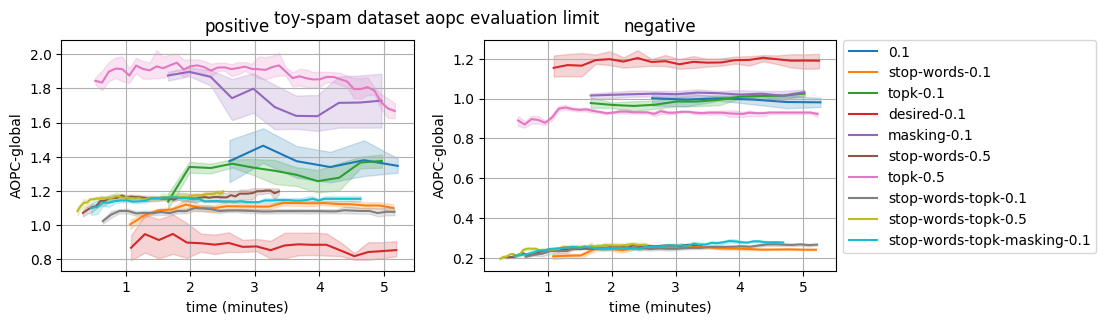 toy-spam dataset aopc evaluation limit
positive
negative
AOPC-global
2.0
1.8
1.6
1.4
1.2
1.0
0.8
1
2
3
4
5
time (minutes)
AOPC-global
1.2
1.0
0.8
0.6
0.4
0.2
1
2
3
4
5
time (minutes)
0.1
stop-words-0.1
topk-0.1
desired-0.1
masking-0.1
stop-words-0.5
topk-0.5
stop-words-topk-0.1
stop-words-topk-0.5
stop-words-topk-masking-0.1